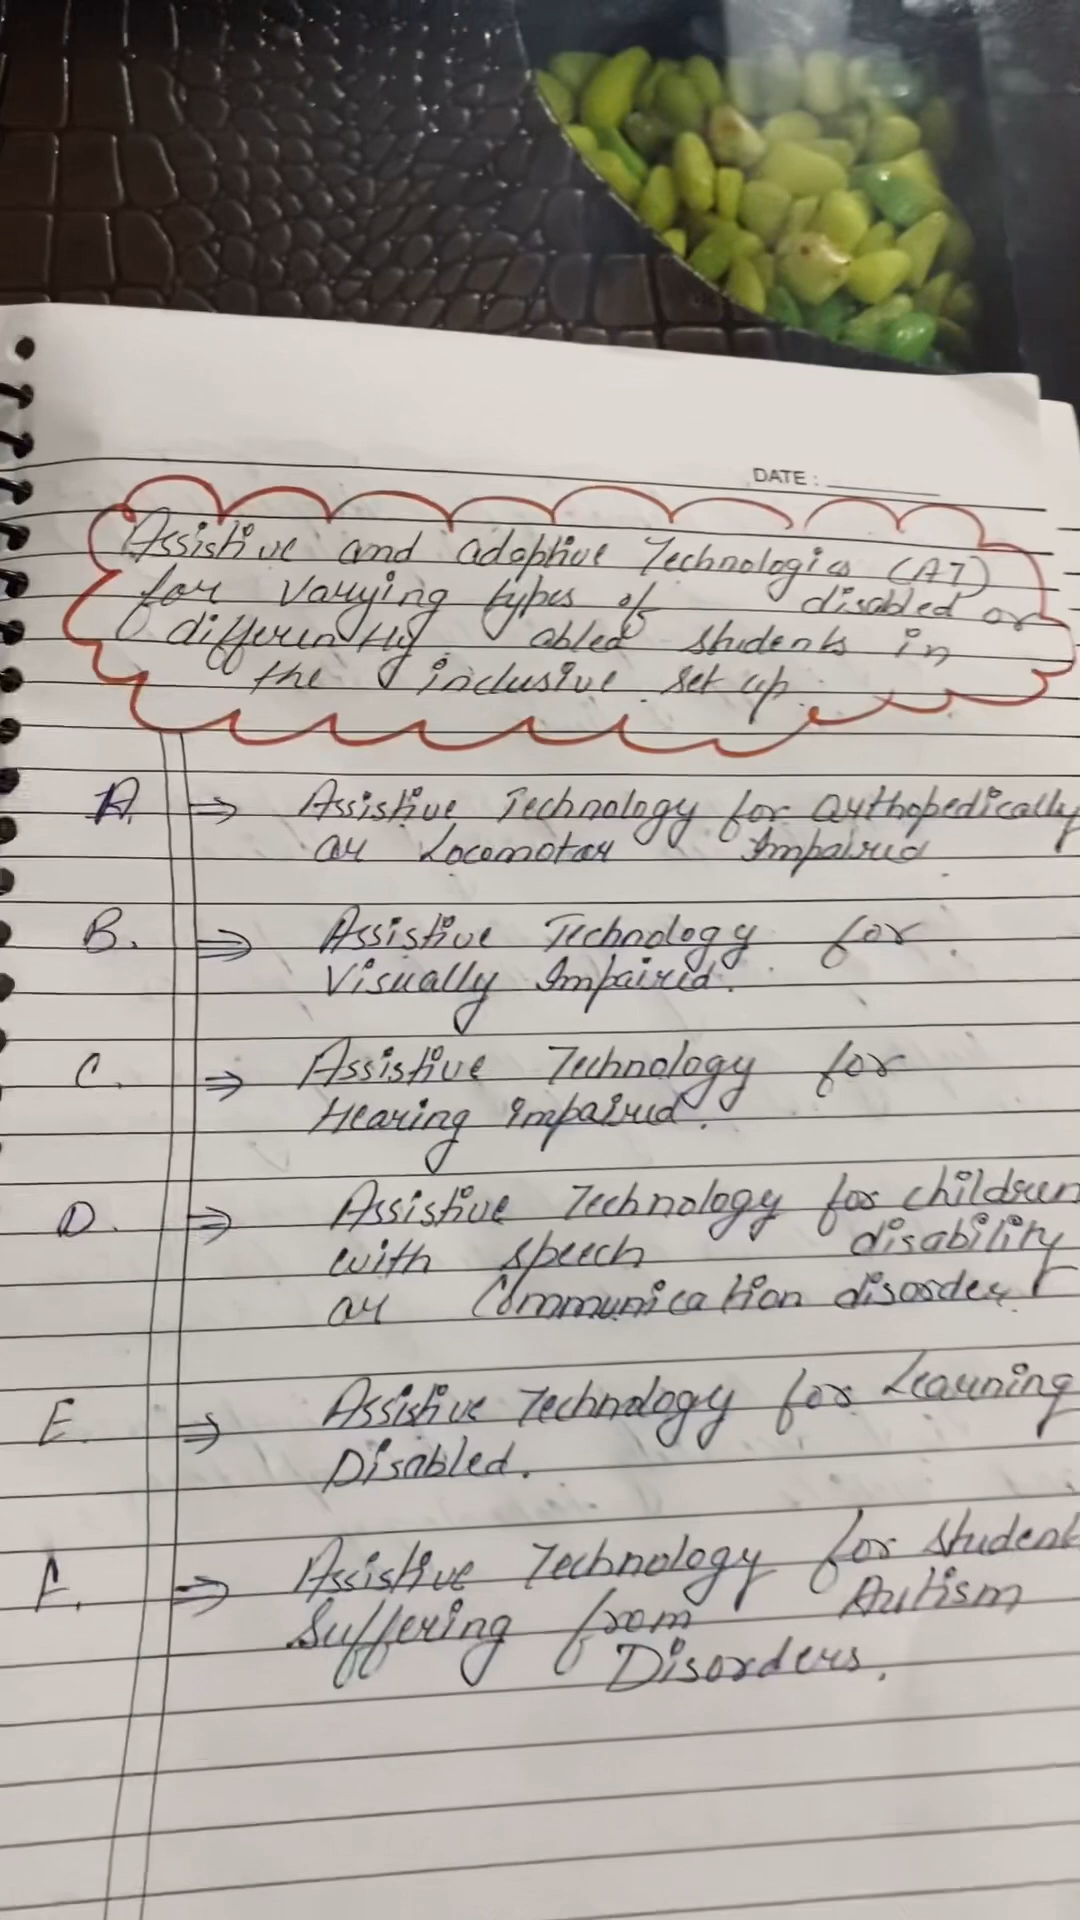 DATE :
Assistive and adaptive Technologies (AT)
for varying types of disabled or
differently abled students in
the inclusive set up.
A. ⇒ Assistive Technology for Orthopedically
or Locomotor Impaired.
B. ⇒ Assistive Technology for
Visually Impaired.
C. ⇒ Assistive Technology for
Hearing impaired.
D. ⇒ Assistive Technology for children
with speech disability
or Communication disorder.
E. ⇒ Assistive Technology for Learning
Disabled.
F. ⇒ Assistive Technology for student
Suffering from Autism
Disorders.